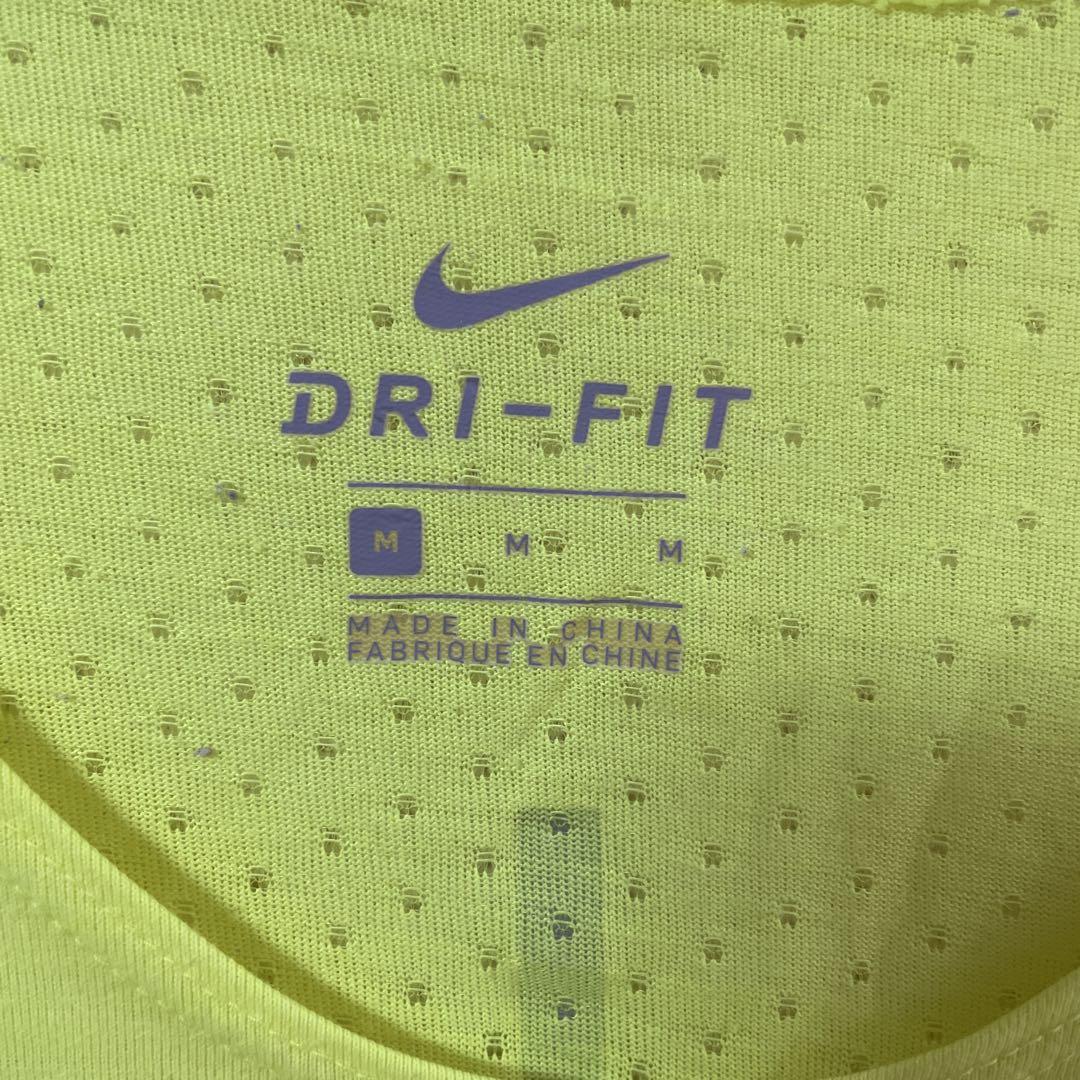 DRI-FIT
M M M
MADE IN CHINA
FABRIQUE EN CHINE